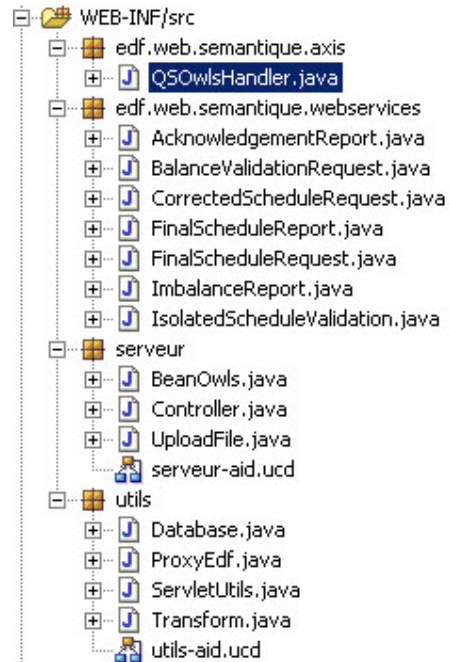 WEB-INF/src
edf.web.semantique.axis
QSOwlsHandler.java
edf.web.semantique.webservices
AcknowledgementReport.java
BalanceValidationRequest.java
CorrectedScheduleRequest.java
FinalScheduleReport.java
FinalScheduleRequest.java
ImbalanceReport.java
IsolatedScheduleValidation.java
serveur
BeanOwls.java
Controller.java
UploadFile.java
serveur-aid.ucd
utils
Database.java
ProxyEdf.java
ServletUtils.java
Transform.java
utils-aid.ucd